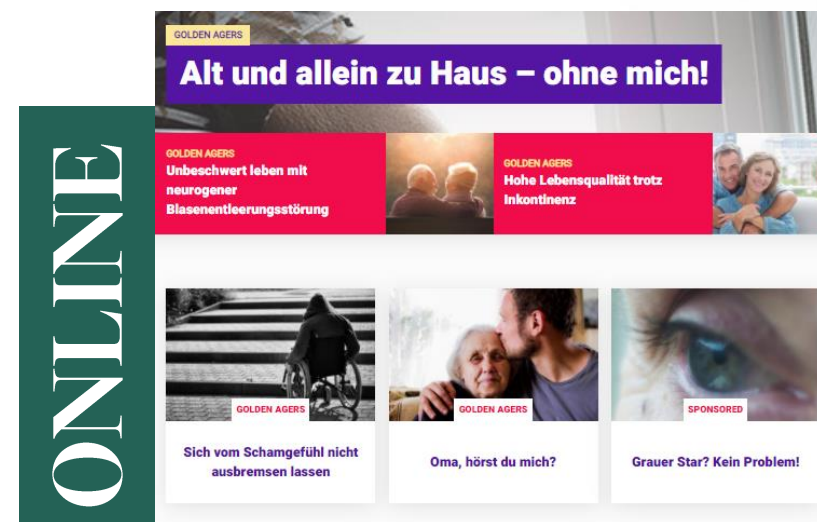 GOLDEN AGERS
Alt und allein zu Haus – ohne mich!
ONLINE
GOLDEN AGERS
Unbeschwert leben mit
neurogener
Blasenentleerungsstörung
GOLDEN AGERS
Hohe Lebensqualität trotz
Inkontinenz
GOLDEN AGERS
Sich vom Schamgefühl nicht
ausbremsen lassen
GOLDEN AGERS
Oma, hörst du mich?
SPONSORED
Grauer Star? Kein Problem!